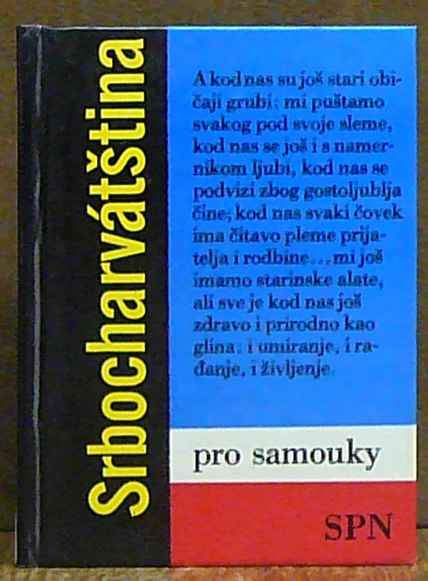 Srbocharvátština
A kod nas su još stari obi-
čaji grubi: mi puštamo
svakog pod svoje sleme,
kod nas se još i s namer-
nikom ljubi, kod nas se
podvizi zbog gostoljublja
čine; kod nas svaki čovek
ima čitavo pleme prija-
telja i rodbine... mi još
imamo starinske alate,
ali sve je kod nas još
zdravo i prirodno kao
glina: i umiranje, i ra-
đanje, i življenje.
pro samouky
SPN